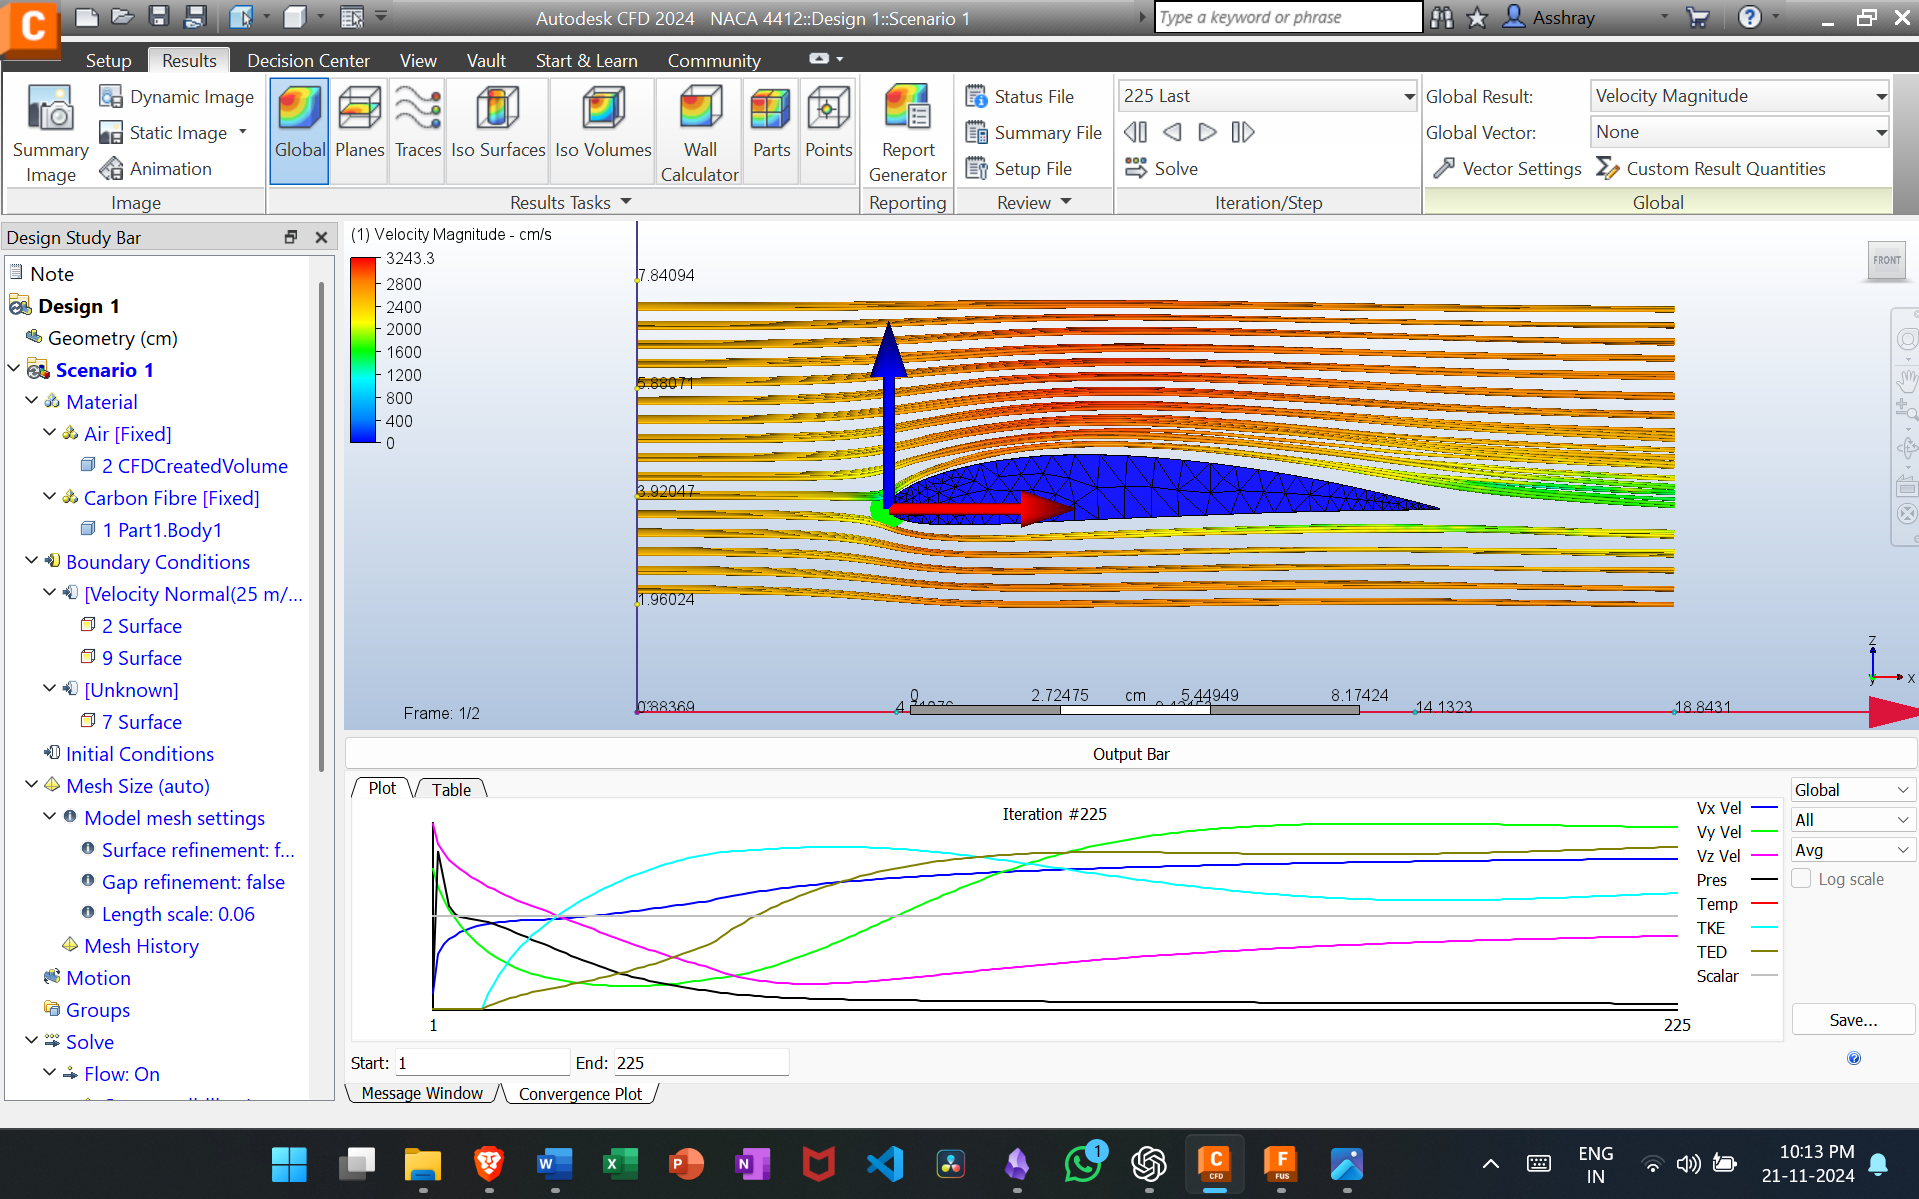 Autodesk CFD 2024 NACA 4412::Design 1::Scenario 1
Type a keyword or phrase
Asshray
Setup Results Decision Center View Vault Start & Learn Community
Summary Image
Dynamic Image
Static Image
Animation
Image
Global Planes Traces Iso Surfaces Iso Volumes Wall Calculator Parts Points
Results Tasks
Report Generator
Reporting
Status File
Summary File
Setup File
Review
225 Last
Solve
Iteration/Step
Global Result: Velocity Magnitude
Global Vector: None
Vector Settings Custom Result Quantities
Global
Design Study Bar
Note
Design 1
Geometry (cm)
Scenario 1
Material
Air [Fixed]
2 CFDCreatedVolume
Carbon Fibre [Fixed]
1 Part1.Body1
Boundary Conditions
[Velocity Normal(25 m/...
2 Surface
9 Surface
[Unknown]
7 Surface
Initial Conditions
Mesh Size (auto)
Model mesh settings
Surface refinement: f...
Gap refinement: false
Length scale: 0.06
Mesh History
Motion
Groups
Solve
Flow: On
(1) Velocity Magnitude - cm/s
3243.3
2800
2400
2000
1600
1200
800
400
0
7.84094
5.88071
3.92047
1.96024
FRONT
Z
X
y
Frame: 1/2
0 2.72475 cm 5.44949 8.17424
14.1323 18.8431
Output Bar
Plot Table
Iteration #225
Vx Vel
Vy Vel
Vz Vel
Pres
Temp
TKE
TED
Scalar
1 225
Global
All
Avg
Log scale
Save...
Start: 1 End: 225
Message Window Convergence Plot
1
ENG
IN
10:13 PM
21-11-2024